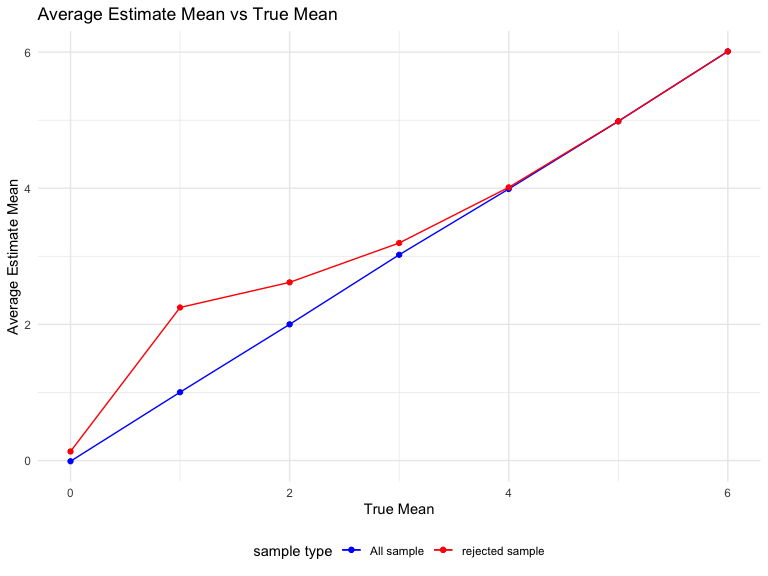 Average Estimate Mean vs True Mean
6
4
2
0
Average Estimate Mean
0 2 4 6
True Mean
sample type All sample rejected sample